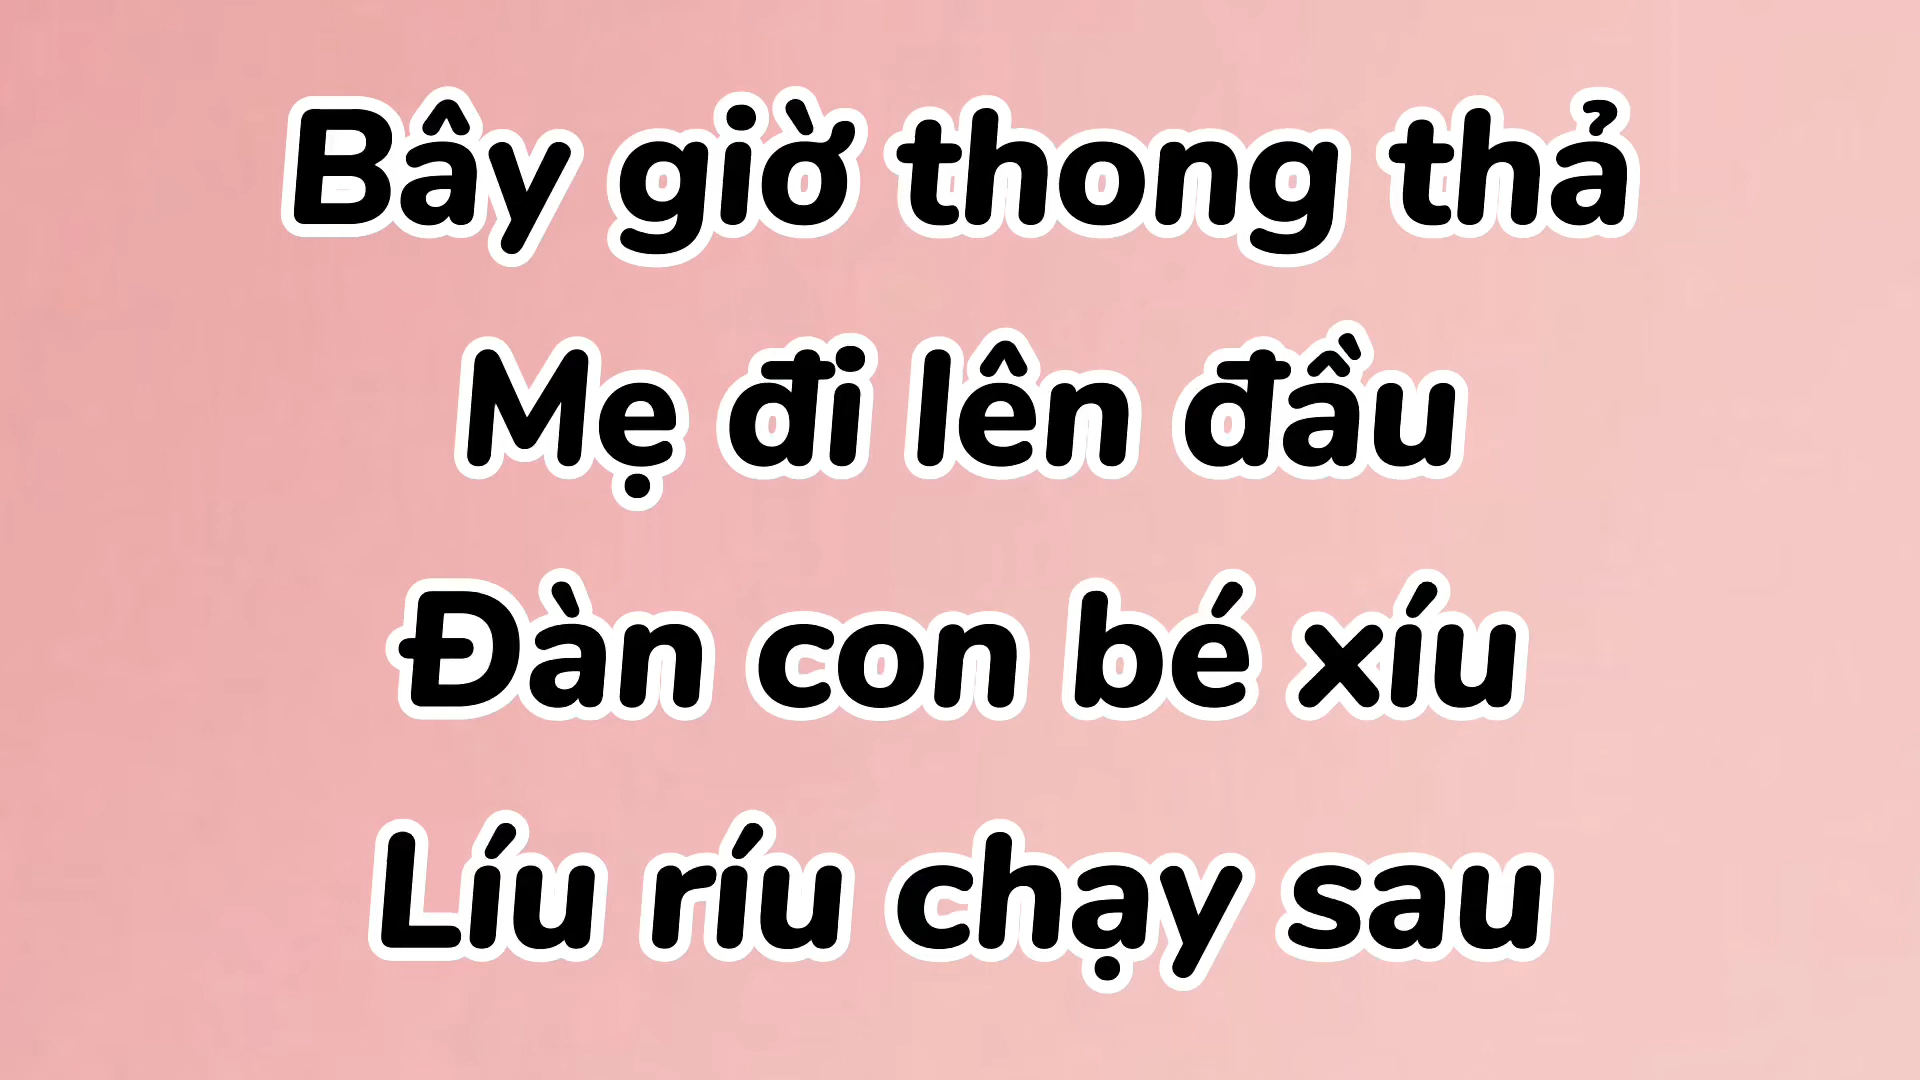 Bây giờ thong thả
Mẹ đi lên đầu
Đàn con bé xíu
Líu ríu chạy sau